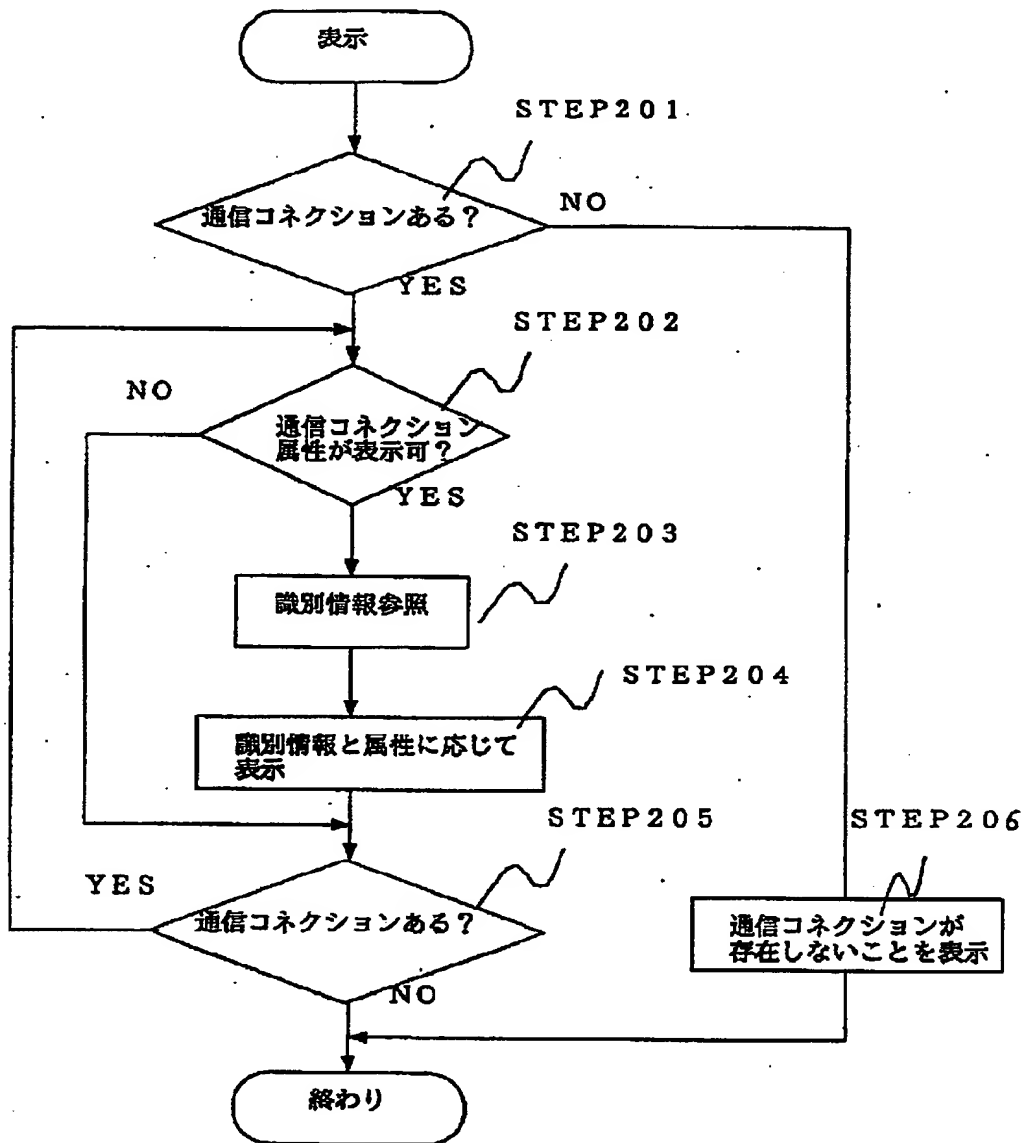 表示
STEP201
通信コネクションある？
NO
YES
STEP202
NO
通信コネクション
属性が表示可？
YES
STEP203
識別情報参照
STEP204
識別情報と属性に応じて
表示
STEP205
STEP206
YES
通信コネクションある？
通信コネクションが
存在しないことを表示
NO
終わり